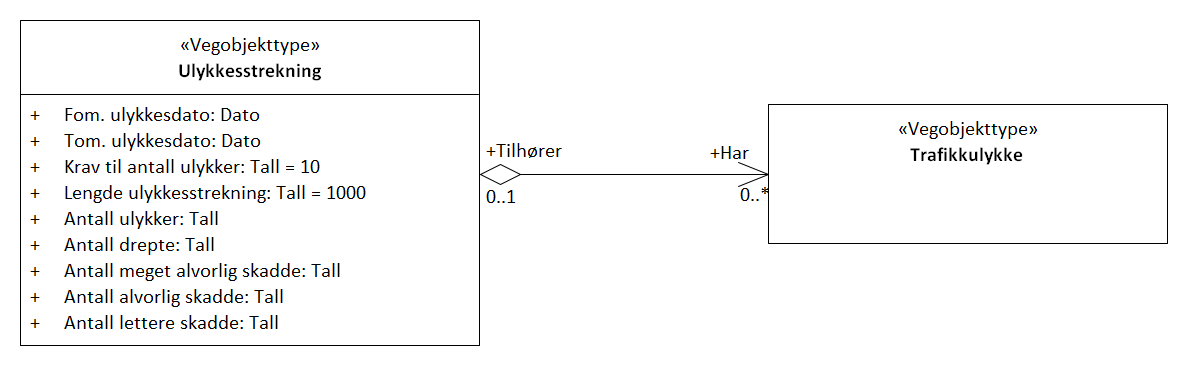 «Vegobjekttype»
Ulykkesstrekning
+ Fom. ulykkesdato: Dato
+ Tom. ulykkesdato: Dato
+ Krav til antall ulykker: Tall = 10
+ Lengde ulykkesstrekning: Tall = 1000
+ Antall ulykker: Tall
+ Antall drepte: Tall
+ Antall meget alvorlig skadde: Tall
+ Antall alvorlig skadde: Tall
+ Antall lettere skadde: Tall
+Tilhører
0..1
+Har
0..*
«Vegobjekttype»
Trafikkulykke